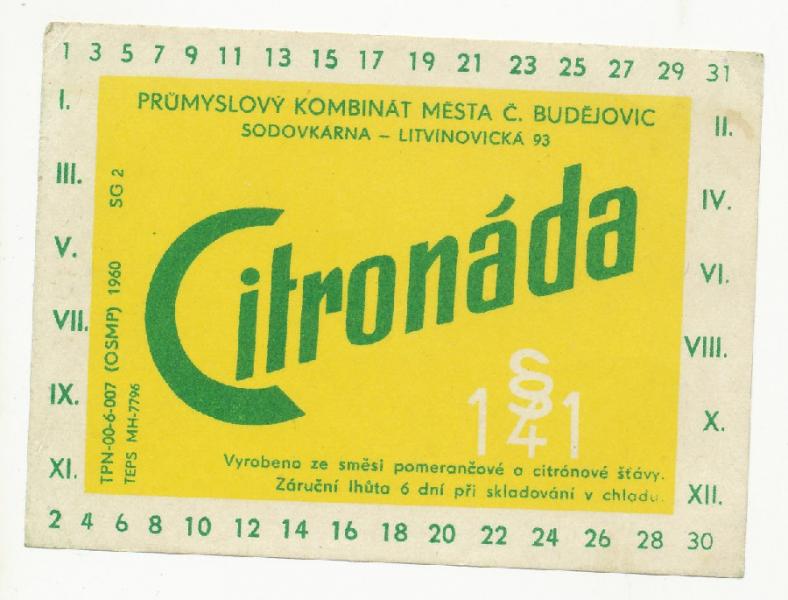 1 3 5 7 9 11 13 15 17 19 21 23 25 27 29 31
I.
II.
III.
IV.
V.
VI.
VII.
VIII.
IX.
X.
XI.
XII.
PRŮMYSLOVÝ KOMBINÁT MĚSTA Č. BUDĚJOVIC
SODOVKÁRNA – LITVÍNOVICKÁ 93
TPN-00-6-007 (OSMP) 1960 SG 2
TEPS MH-7796
Citronáda
§ 141
Vyrobeno ze směsi pomerančové a citrónové šťávy.
Záruční lhůta 6 dní při skladování v chladu.
2 4 6 8 10 12 14 16 18 20 22 24 26 28 30